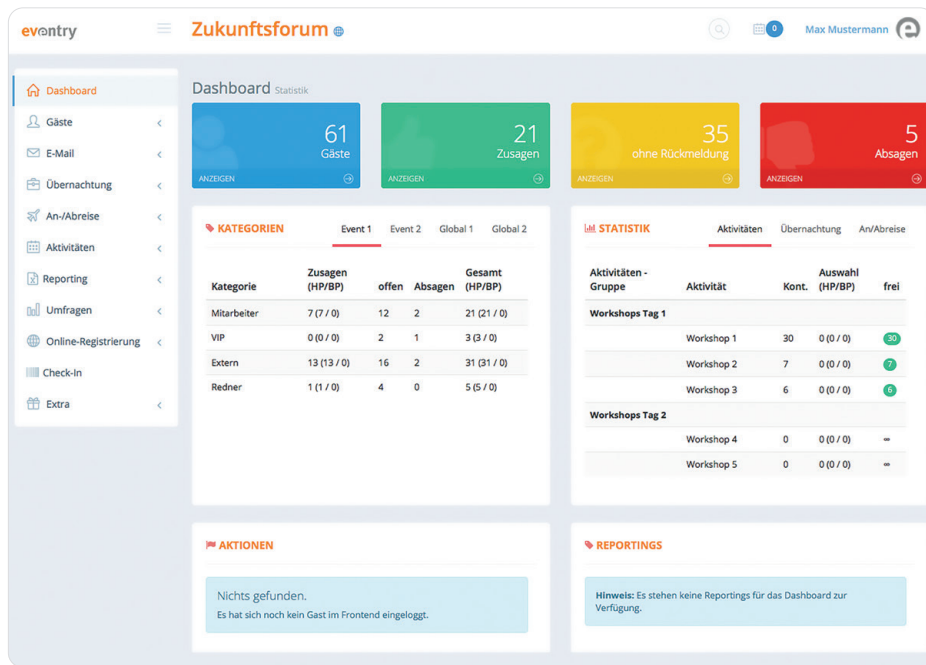 eventry
Zukunftsforum
0
Max Mustermann
Dashboard
Gäste
E-Mail
Übernachtung
An-/Abreise
Aktivitäten
Reporting
Umfragen
Online-Registrierung
Check-In
Extra
Dashboard Statistik
61
Gäste
ANZEIGEN
21
Zusagen
ANZEIGEN
35
ohne Rückmeldung
ANZEIGEN
5
Absagen
ANZEIGEN
KATEGORIEN Event 1 Event 2 Global 1 Global 2
Zusagen Gesamt
Kategorie (HP/BP) offen Absagen (HP/BP)
Mitarbeiter 7 (7 / 0) 12 2 21 (21 / 0)
VIP 0 (0 / 0) 2 1 3 (3 / 0)
Extern 13 (13 / 0) 16 2 31 (31 / 0)
Redner 1 (1 / 0) 4 0 5 (5 / 0)
STATISTIK Aktivitäten Übernachtung An/Abreise
Aktivitäten - Auswahl
Gruppe Aktivität Kont. (HP/BP) frei
Workshops Tag 1
Workshop 1 30 0 (0 / 0) 30
Workshop 2 7 0 (0 / 0) 7
Workshop 3 6 0 (0 / 0) 6
Workshops Tag 2
Workshop 4 0 0 (0 / 0) ∞
Workshop 5 0 0 (0 / 0) ∞
AKTIONEN
Nichts gefunden.
Es hat sich noch kein Gast im Frontend eingeloggt.
REPORTINGS
Hinweis: Es stehen keine Reportings für das Dashboard zur
Verfügung.